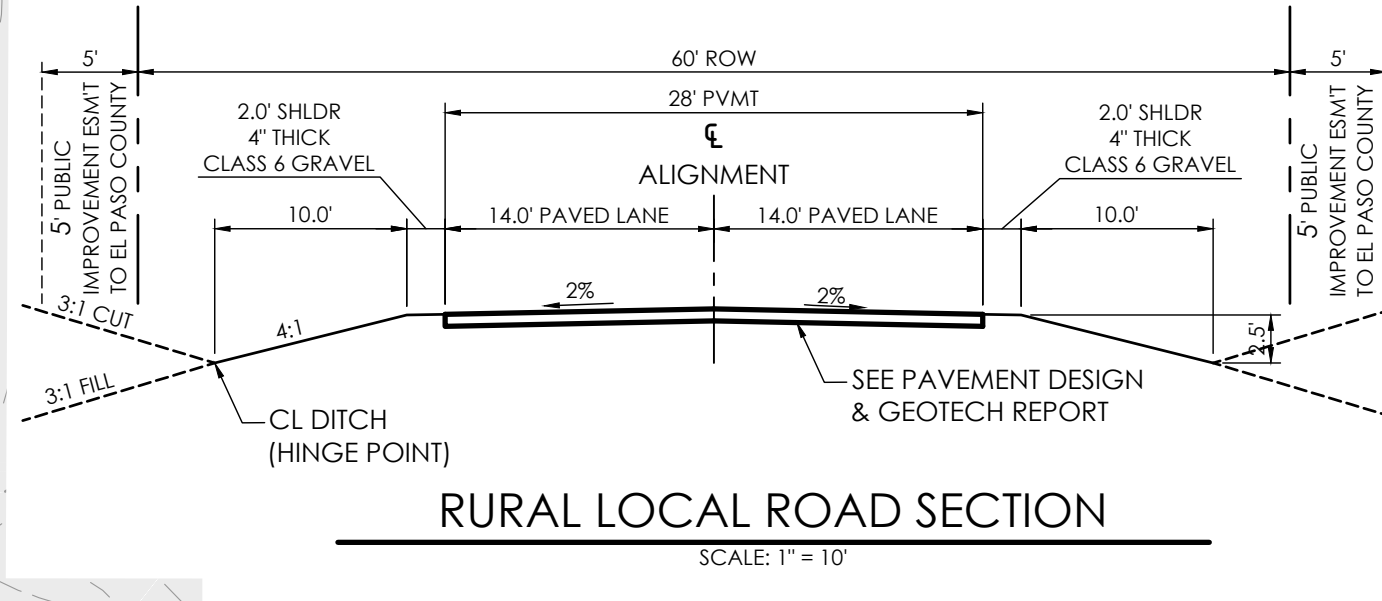 5'
60' ROW
5'
28' PVMT
2.0' SHLDR
4" THICK
CLASS 6 GRAVEL
℄
ALIGNMENT
2.0' SHLDR
4" THICK
CLASS 6 GRAVEL
5' PUBLIC
IMPROVEMENT ESM'T
TO EL PASO COUNTY
5' PUBLIC
IMPROVEMENT ESM'T
TO EL PASO COUNTY
10.0'
14.0' PAVED LANE
14.0' PAVED LANE
10.0'
3:1 CUT
4:1
2%
2%
2.5'
3:1 FILL
CL DITCH
(HINGE POINT)
SEE PAVEMENT DESIGN
& GEOTECH REPORT
RURAL LOCAL ROAD SECTION
SCALE: 1" = 10'